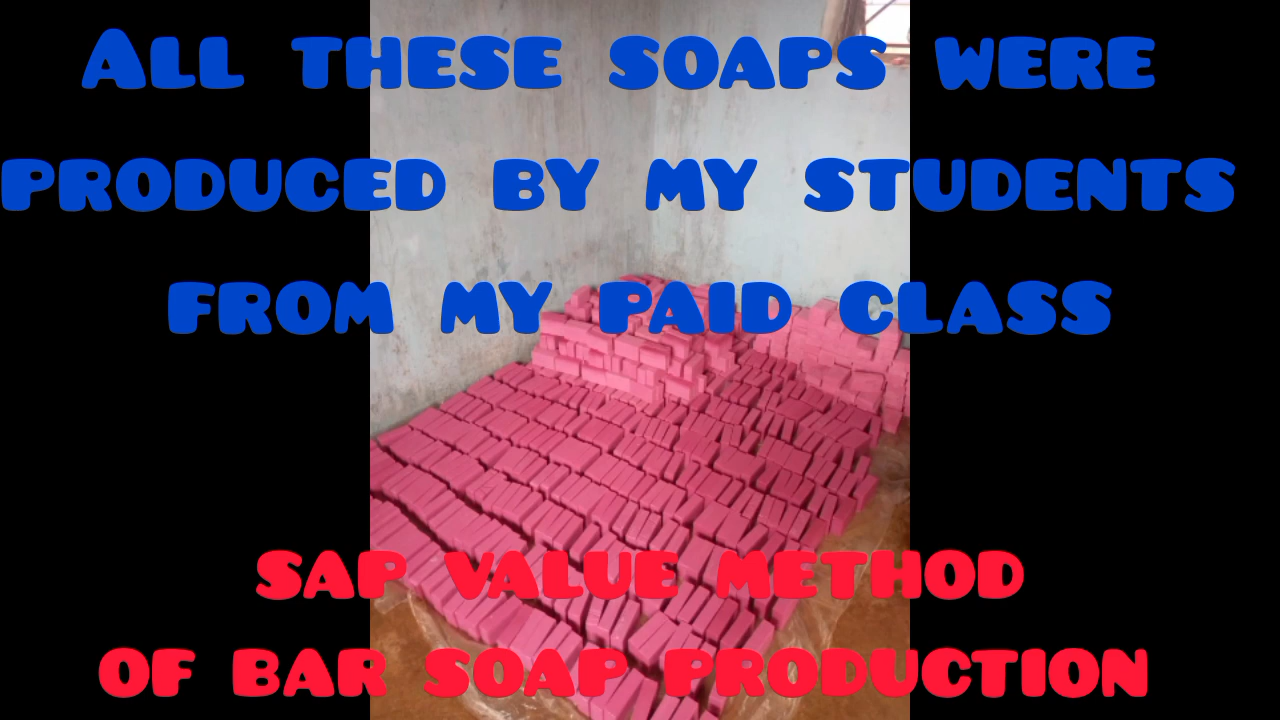 ALL THESE SOAPS WERE
PRODUCED BY MY STUDENTS
FROM MY PAID CLASS
SAP VALUE METHOD
OF BAR SOAP PRODUCTION